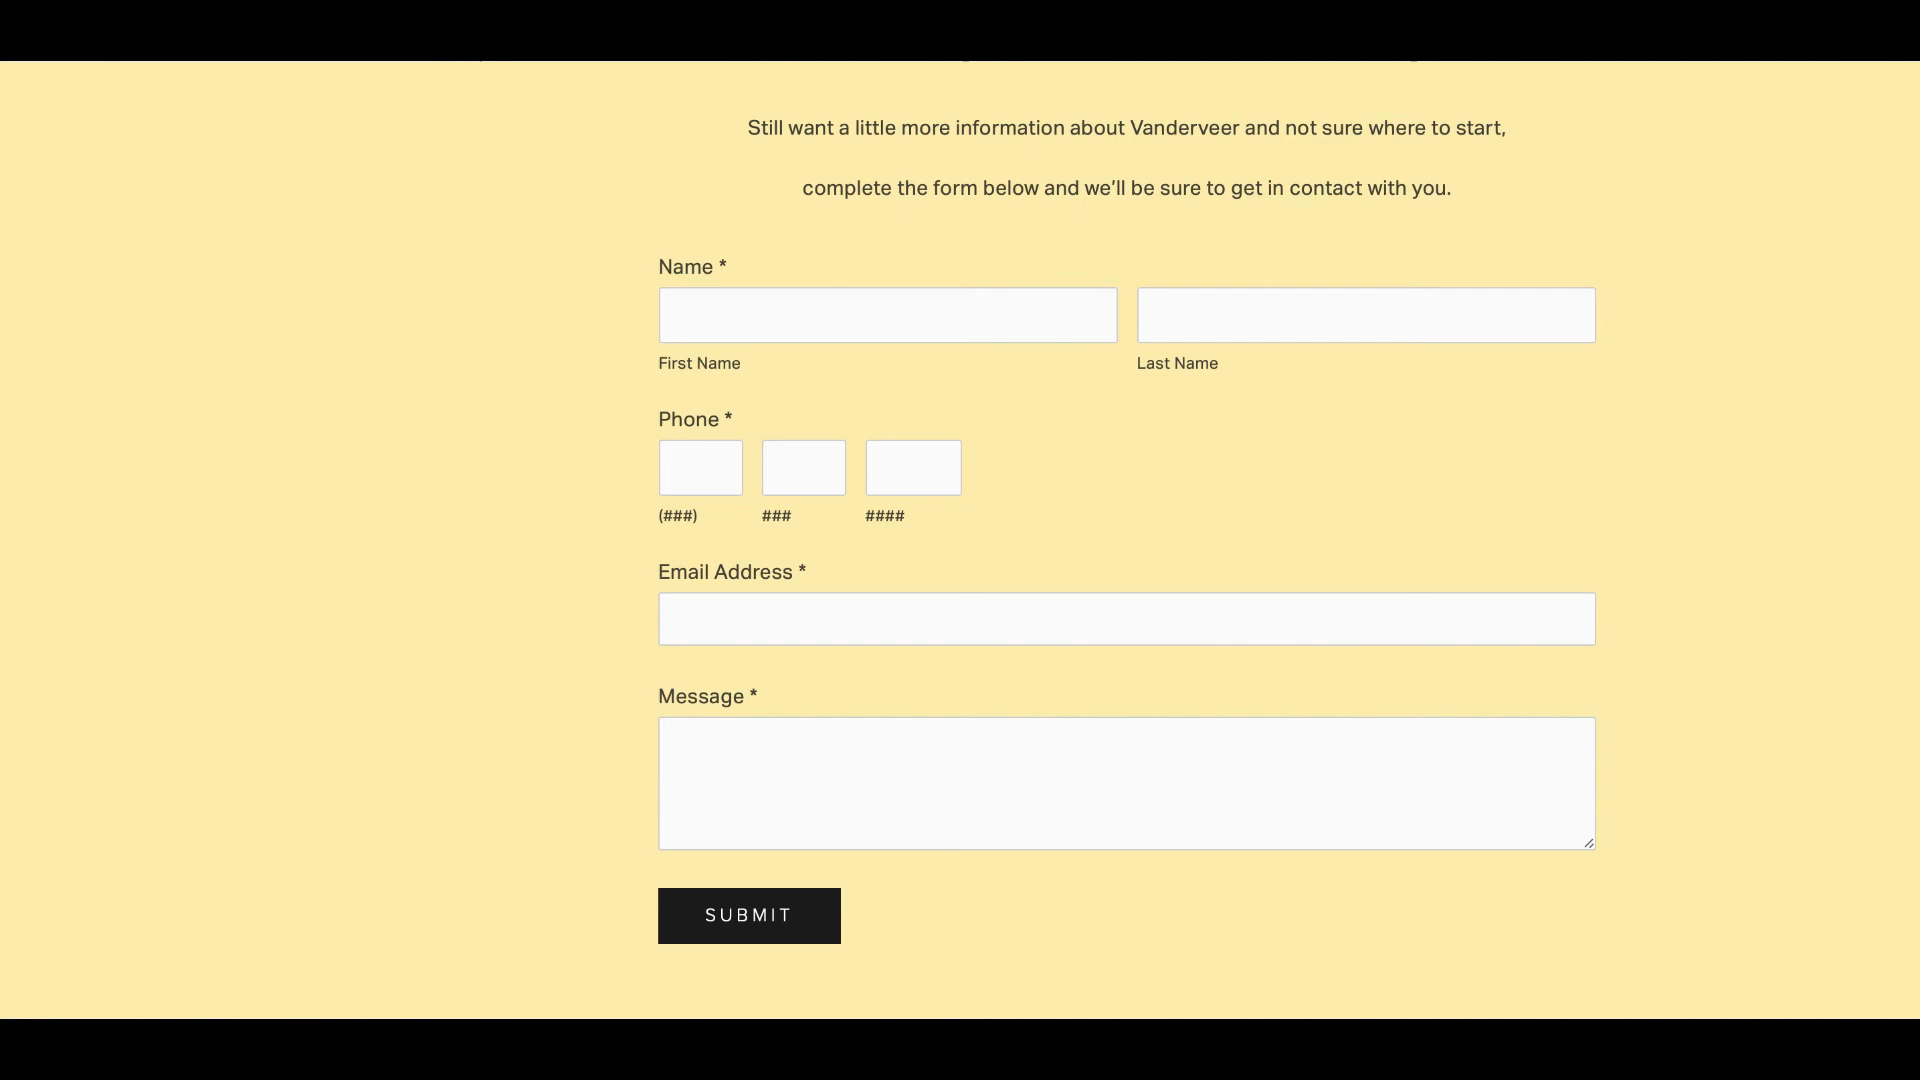 Still want a little more information about Vanderveer and not sure where to start,
complete the form below and we’ll be sure to get in contact with you.
Name *
First Name
Last Name
Phone *
(###)
###
####
Email Address *
Message *
SUBMIT